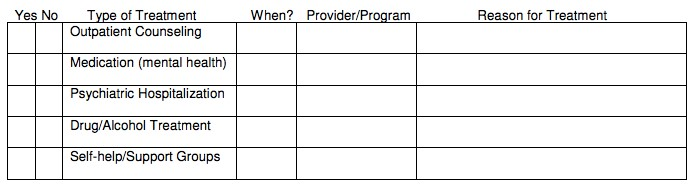 Yes No Type of Treatment When? Provider/Program Reason for Treatment
Outpatient Counseling
Medication (mental health)
Psychiatric Hospitalization
Drug/Alcohol Treatment
Self-help/Support Groups